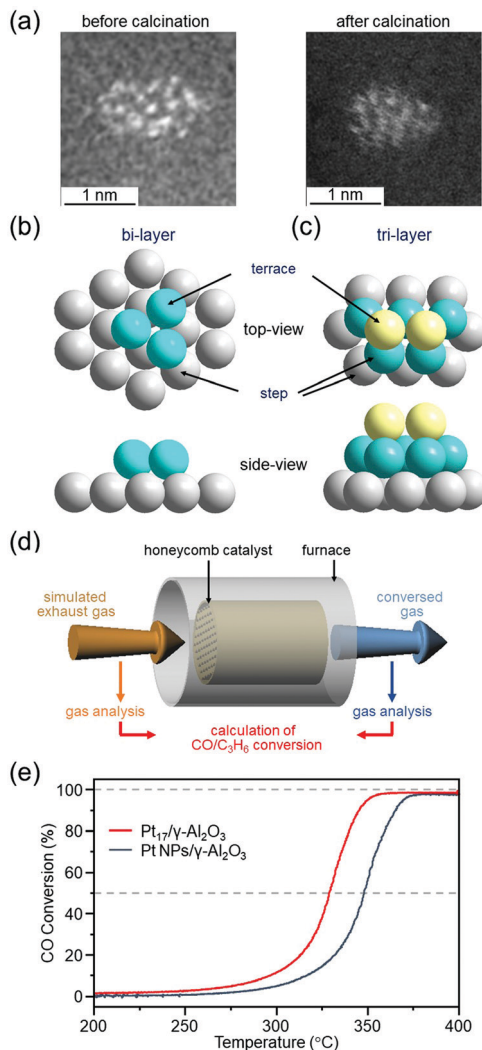 (a)
before calcination
after calcination
1 nm
1 nm
(b)
bi-layer
(c)
tri-layer
terrace
top-view
step
side-view
(d)
honeycomb catalyst
furnace
simulated
exhaust gas
conversed
gas
gas analysis
gas analysis
calculation of
CO/C₃H₆ conversion
(e)
CO Conversion (%)
100
80
60
40
20
0
Pt₁₇/γ-Al₂O₃
Pt NPs/γ-Al₂O₃
200
250
300
350
400
Temperature (°C)